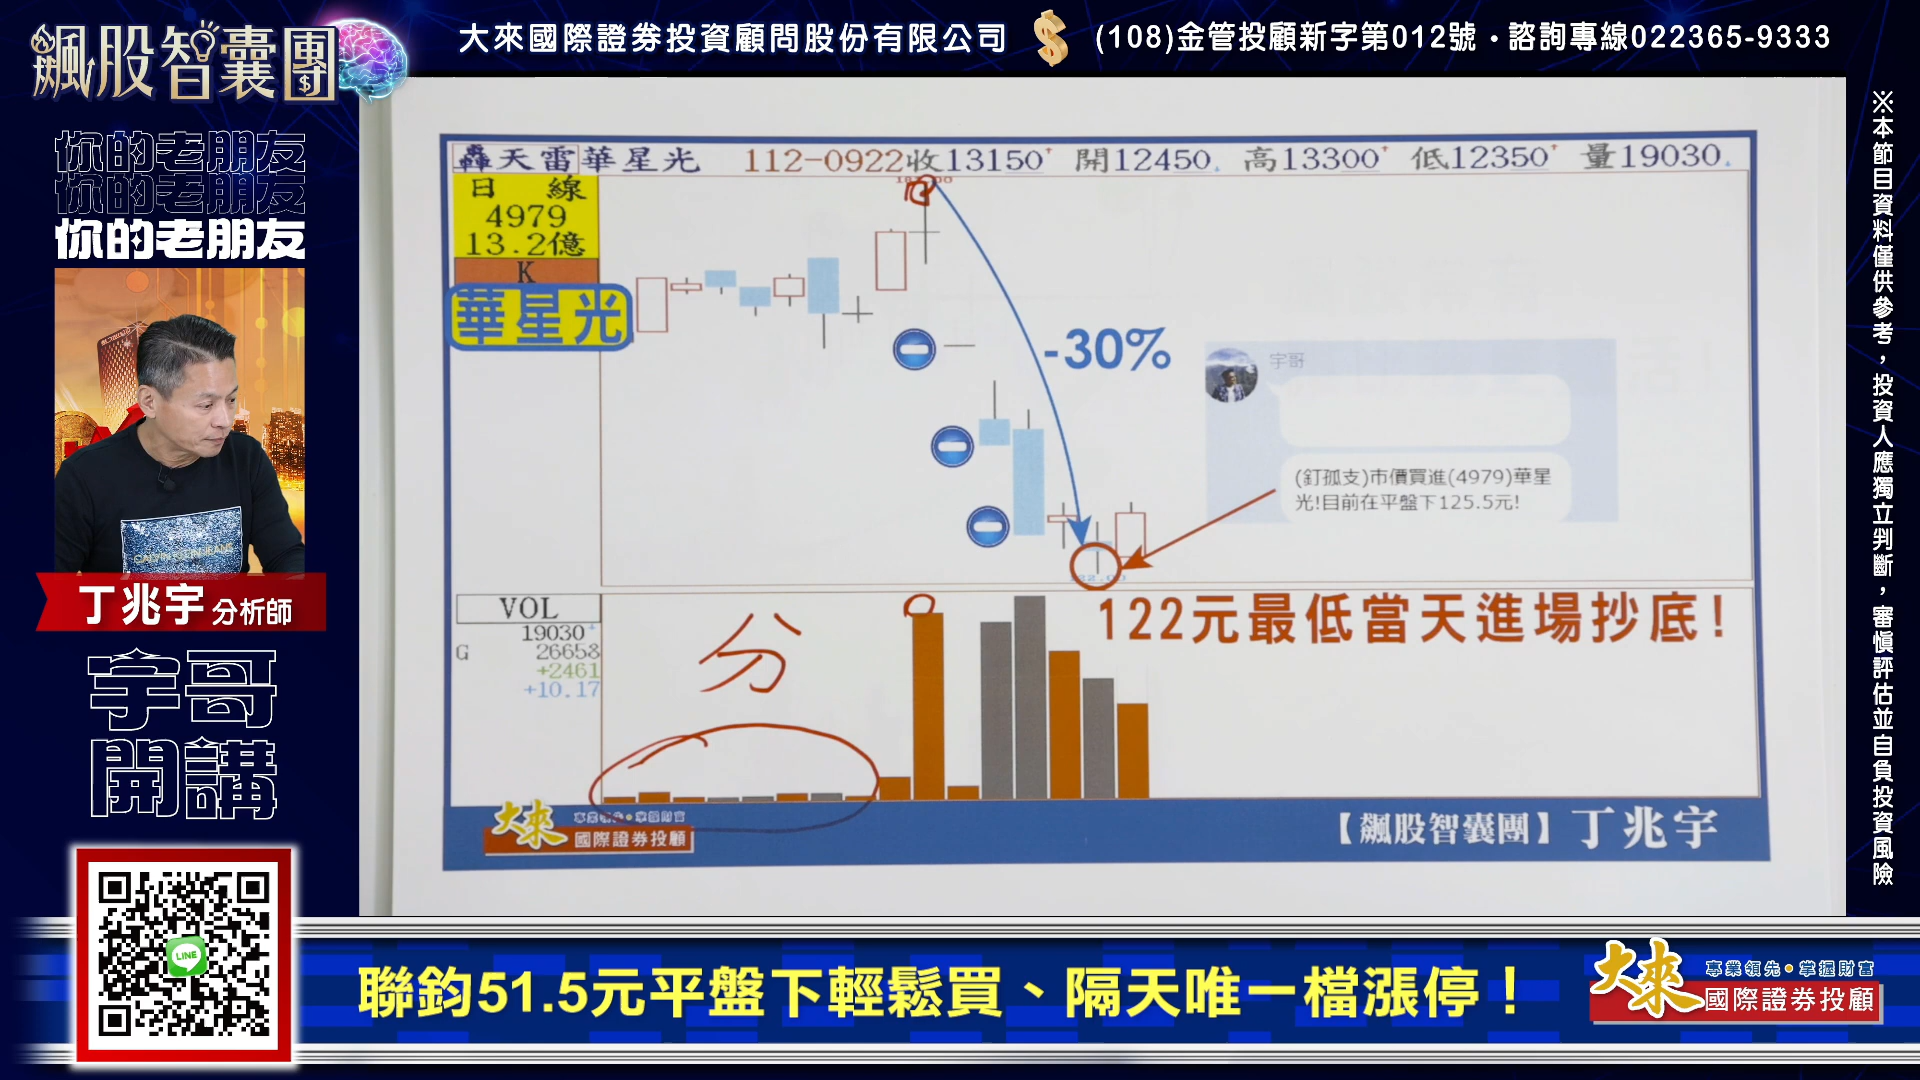 飆股智囊團
大來國際證券投資顧問股份有限公司
(108)金管投顧新字第012號・諮詢專線022365-9333
※本節目資料僅供參考，投資人應獨立判斷，審慎評估並自負投資風險
你的老朋友
你的老朋友
你的老朋友
CALVIN KLEIN JEANS
丁兆宇 分析師
宇哥
開講
LINE
轟天雷華星光 112-0922收13150 開12450 高13300 低12350 量19030
日 線
4979
13.2億
K
華星光
-30%
宇哥
(釘孤支)市價買進(4979)華星
光!目前在平盤下125.5元!
122元最低當天進場抄底!
VOL
19030
G 26658
+2461
+10.17
分
大來
專業領先●掌握財富
國際證券投顧
【飆股智囊團】丁兆宇
聯鈞51.5元平盤下輕鬆買、隔天唯一檔漲停！
大來
專業領先●掌握財富
國際證券投顧